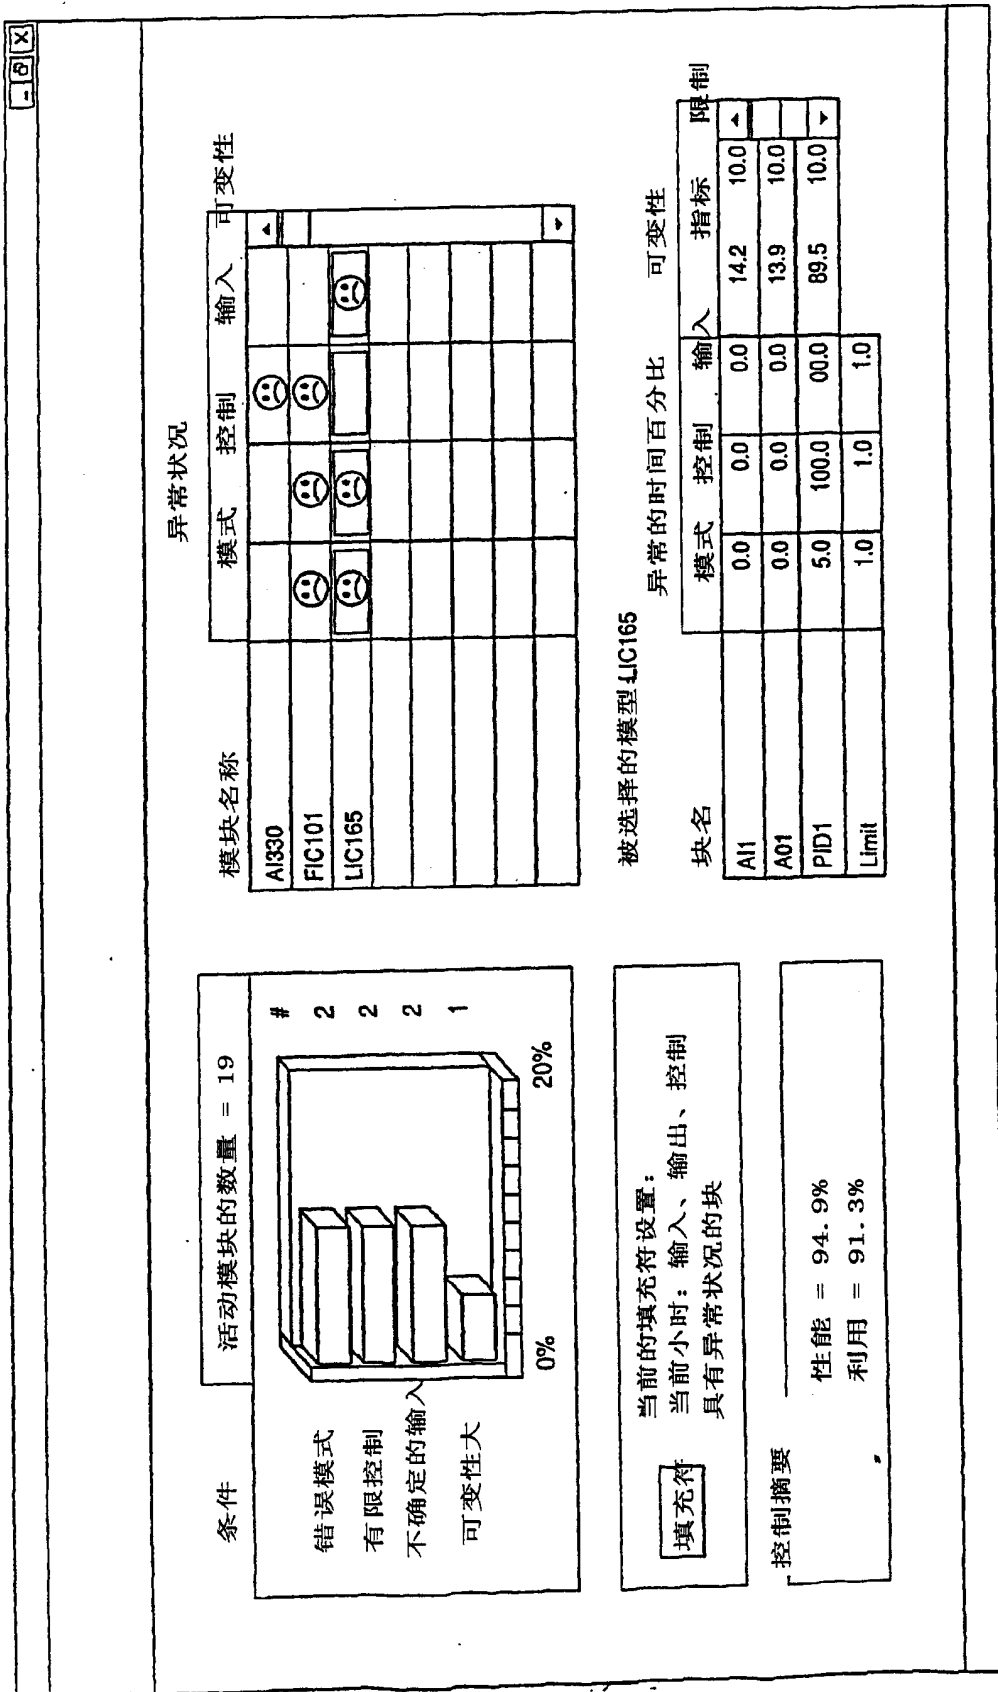 条件
活动模块的数量 = 19
#
错误模式 2
有限控制 2
不确定的输入 2
可变性大 1
0% 20%
填充符
当前的填充符设置：
当前小时：输入、输出、控制
具有异常状况的块
控制摘要
性能 = 94.9%
利用 = 91.3%
异常状况
模块名称 模式 控制 输入 可变性
AI330
FIC101
LIC165
被选择的模型:LIC165
异常的时间百分比 可变性
块名 模式 控制 输入 指标 限制
AI1 0.0 0.0 0.0 14.2 10.0
A01 0.0 0.0 0.0 13.9 10.0
PID1 5.0 100.0 00.0 89.5 10.0
Limit 1.0 1.0 1.0